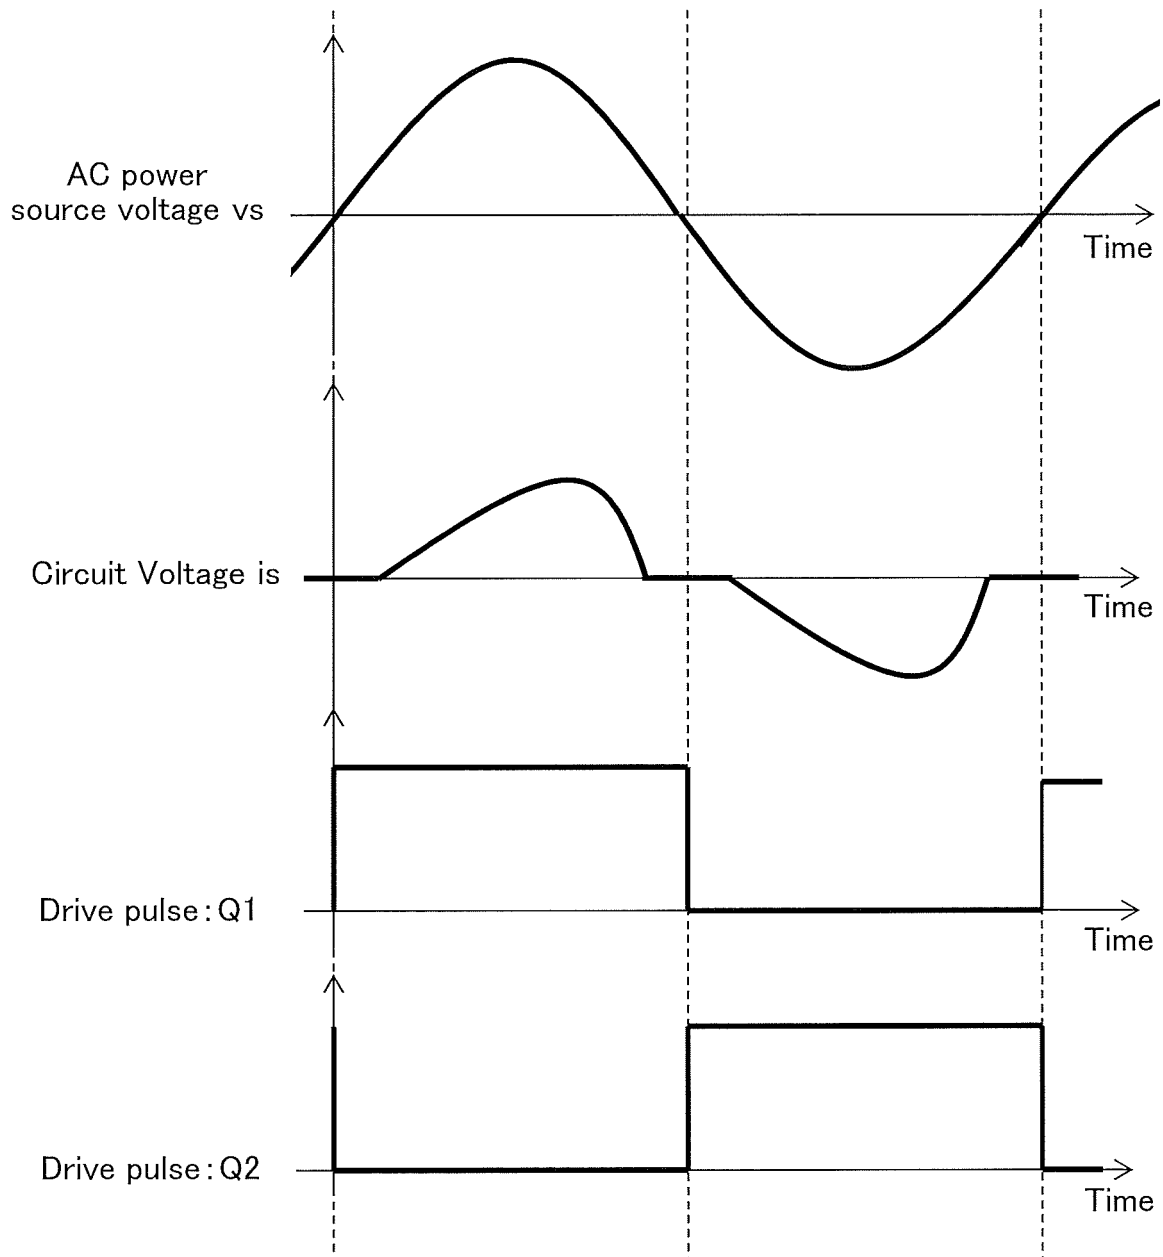 AC power
source voltage vs
Time
Circuit Voltage is
Time
Drive pulse:Q1
Time
Drive pulse:Q2
Time